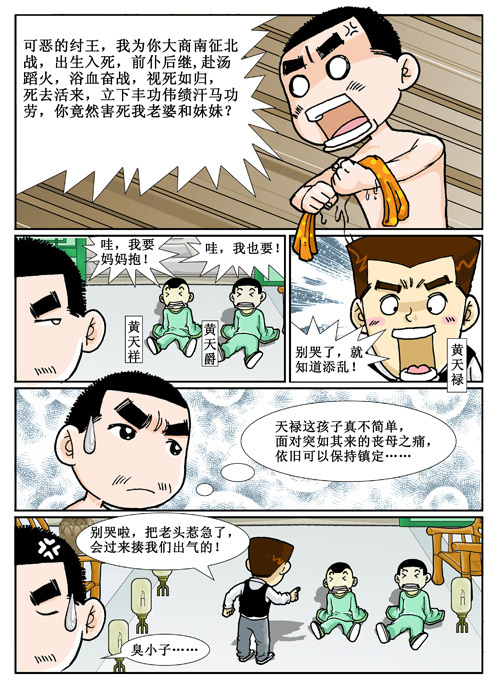 可恶的纣王，我为你大商南征北
战，出生入死，前仆后继，赴汤
蹈火，浴血奋战，视死如归，
死去活来，立下丰功伟绩汗马功
劳，你竟然害死我老婆和妹妹？
哇，我要
妈妈抱！
哇，我也要！
黄天祥
黄天爵
别哭了，就
知道添乱！
黄天禄
天禄这孩子真不简单，
面对突如其来的丧母之痛，
依旧可以保持镇定……
别哭啦，把老头惹急了，
会过来揍我们出气的！
臭小子……